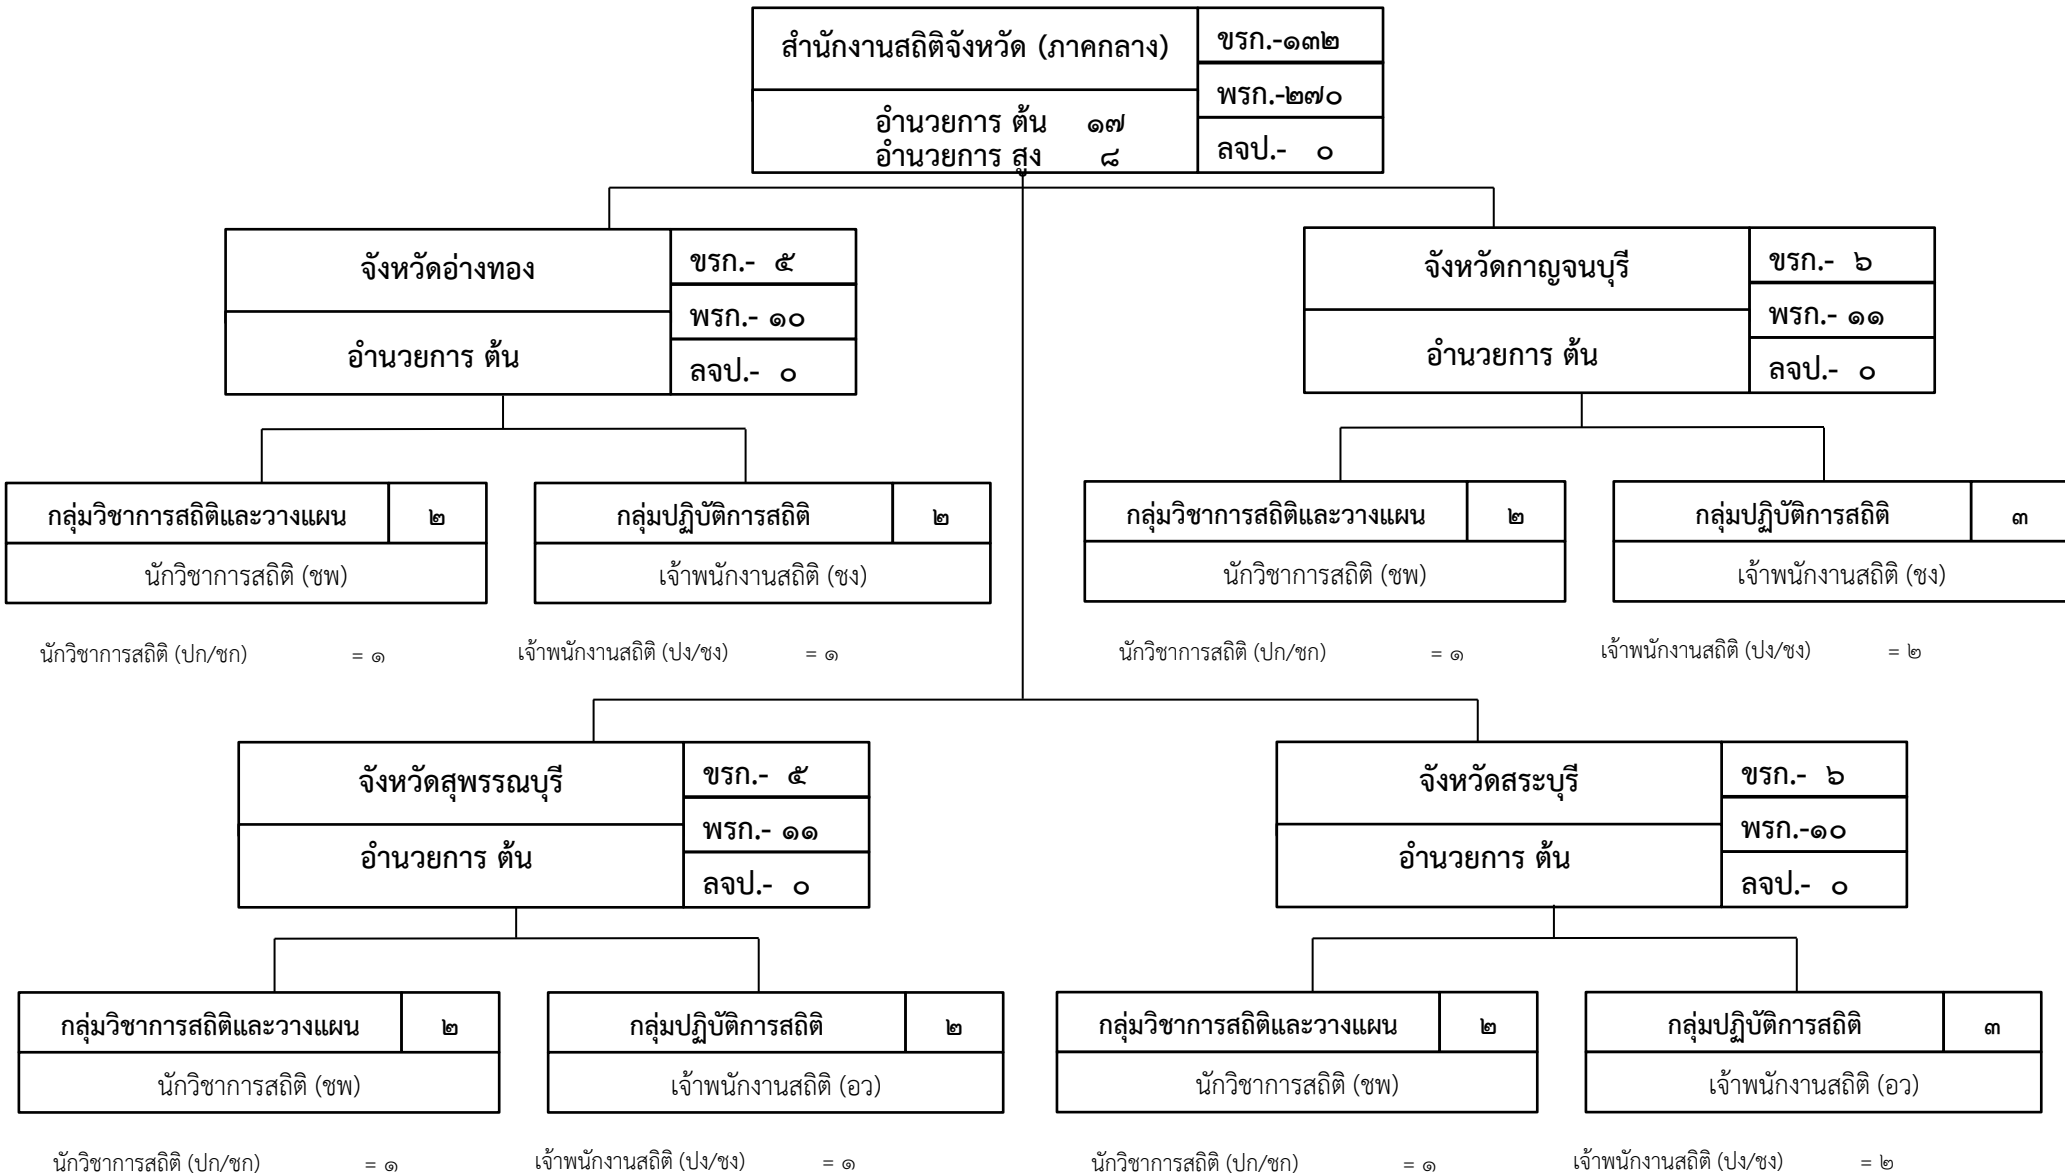 สำนักงานสถิติจังหวัด (ภาคกลาง)
ขรก.-๑๓๒
พรก.-๒๗๐
ลจป.- ๐
อำนวยการ ต้น ๑๗
อำนวยการ สูง ๘
จังหวัดอ่างทอง
อำนวยการ ต้น
ขรก.- ๕
พรก.- ๑๐
ลจป.- ๐
จังหวัดกาญจนบุรี
อำนวยการ ต้น
ขรก.- ๖
พรก.- ๑๑
ลจป.- ๐
กลุ่มวิชาการสถิติและวางแผน ๒
นักวิชาการสถิติ (ชพ)
นักวิชาการสถิติ (ปก/ชก) = ๑
กลุ่มปฏิบัติการสถิติ ๒
เจ้าพนักงานสถิติ (ชง)
เจ้าพนักงานสถิติ (ปง/ชง) = ๑
กลุ่มวิชาการสถิติและวางแผน ๒
นักวิชาการสถิติ (ชพ)
นักวิชาการสถิติ (ปก/ชก) = ๑
กลุ่มปฏิบัติการสถิติ ๓
เจ้าพนักงานสถิติ (ชง)
เจ้าพนักงานสถิติ (ปง/ชง) = ๒
จังหวัดสุพรรณบุรี
อำนวยการ ต้น
ขรก.- ๕
พรก.- ๑๑
ลจป.- ๐
จังหวัดสระบุรี
อำนวยการ ต้น
ขรก.- ๖
พรก.-๑๐
ลจป.- ๐
กลุ่มวิชาการสถิติและวางแผน ๒
นักวิชาการสถิติ (ชพ)
นักวิชาการสถิติ (ปก/ชก) = ๑
กลุ่มปฏิบัติการสถิติ ๒
เจ้าพนักงานสถิติ (อว)
เจ้าพนักงานสถิติ (ปง/ชง) = ๑
กลุ่มวิชาการสถิติและวางแผน ๒
นักวิชาการสถิติ (ชพ)
นักวิชาการสถิติ (ปก/ชก) = ๑
กลุ่มปฏิบัติการสถิติ ๓
เจ้าพนักงานสถิติ (อว)
เจ้าพนักงานสถิติ (ปง/ชง) = ๒